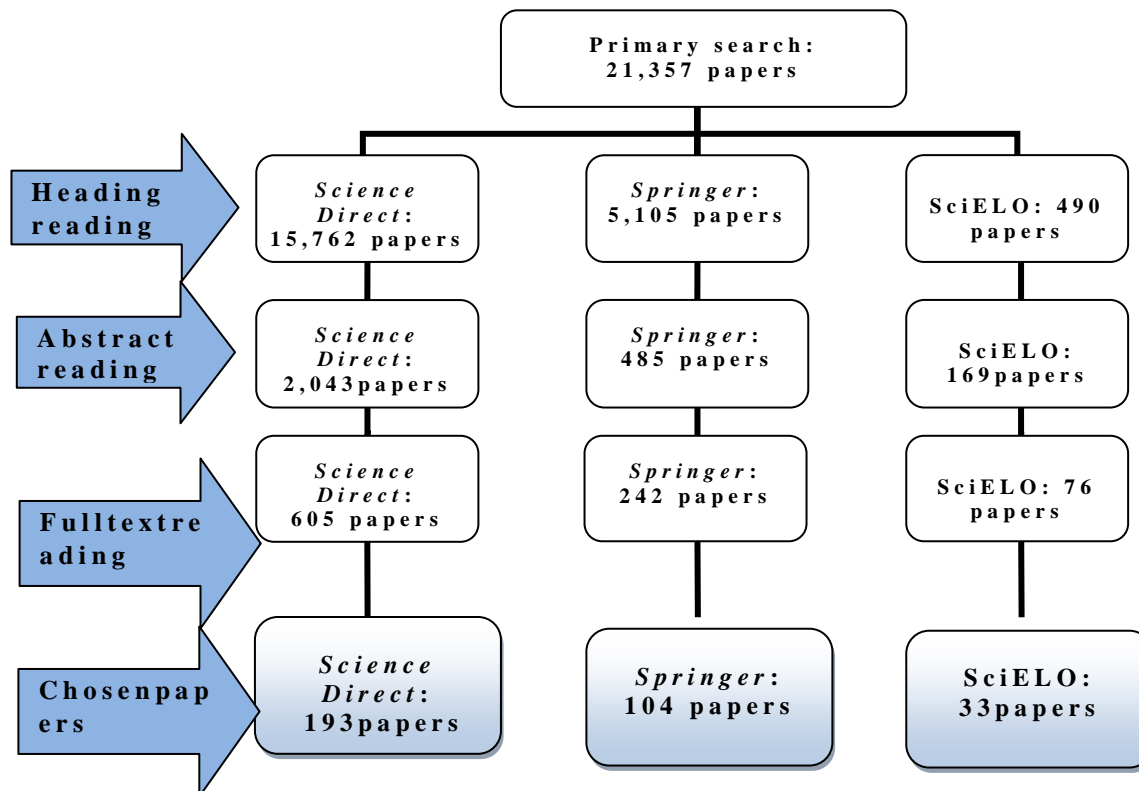 Primary search:
21,357 papers
Heading
reading
Science
Direct:
15,762 papers
Springer:
5,105 papers
SciELO: 490
papers
Abstract
reading
Science
Direct:
2,043papers
Springer:
485 papers
SciELO:
169papers
Fulltextre
ading
Science
Direct:
605 papers
Springer:
242 papers
SciELO: 76
papers
Chosenpap
ers
Science
Direct:
193papers
Springer:
104 papers
SciELO:
33papers